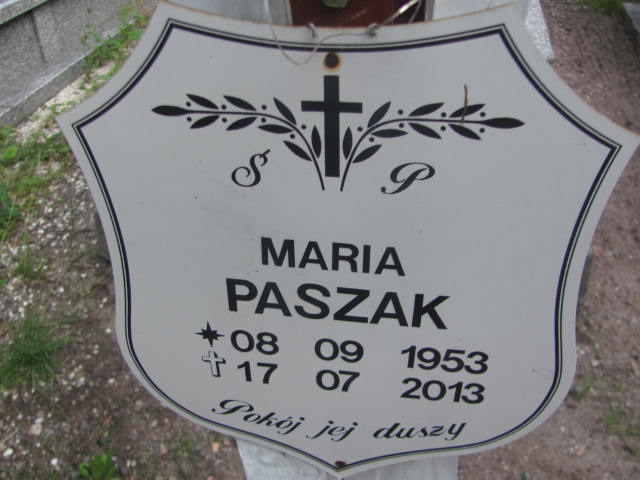 Ś P
MARIA
PASZAK
08 09 1953
17 07 2013
Pokój jej duszy